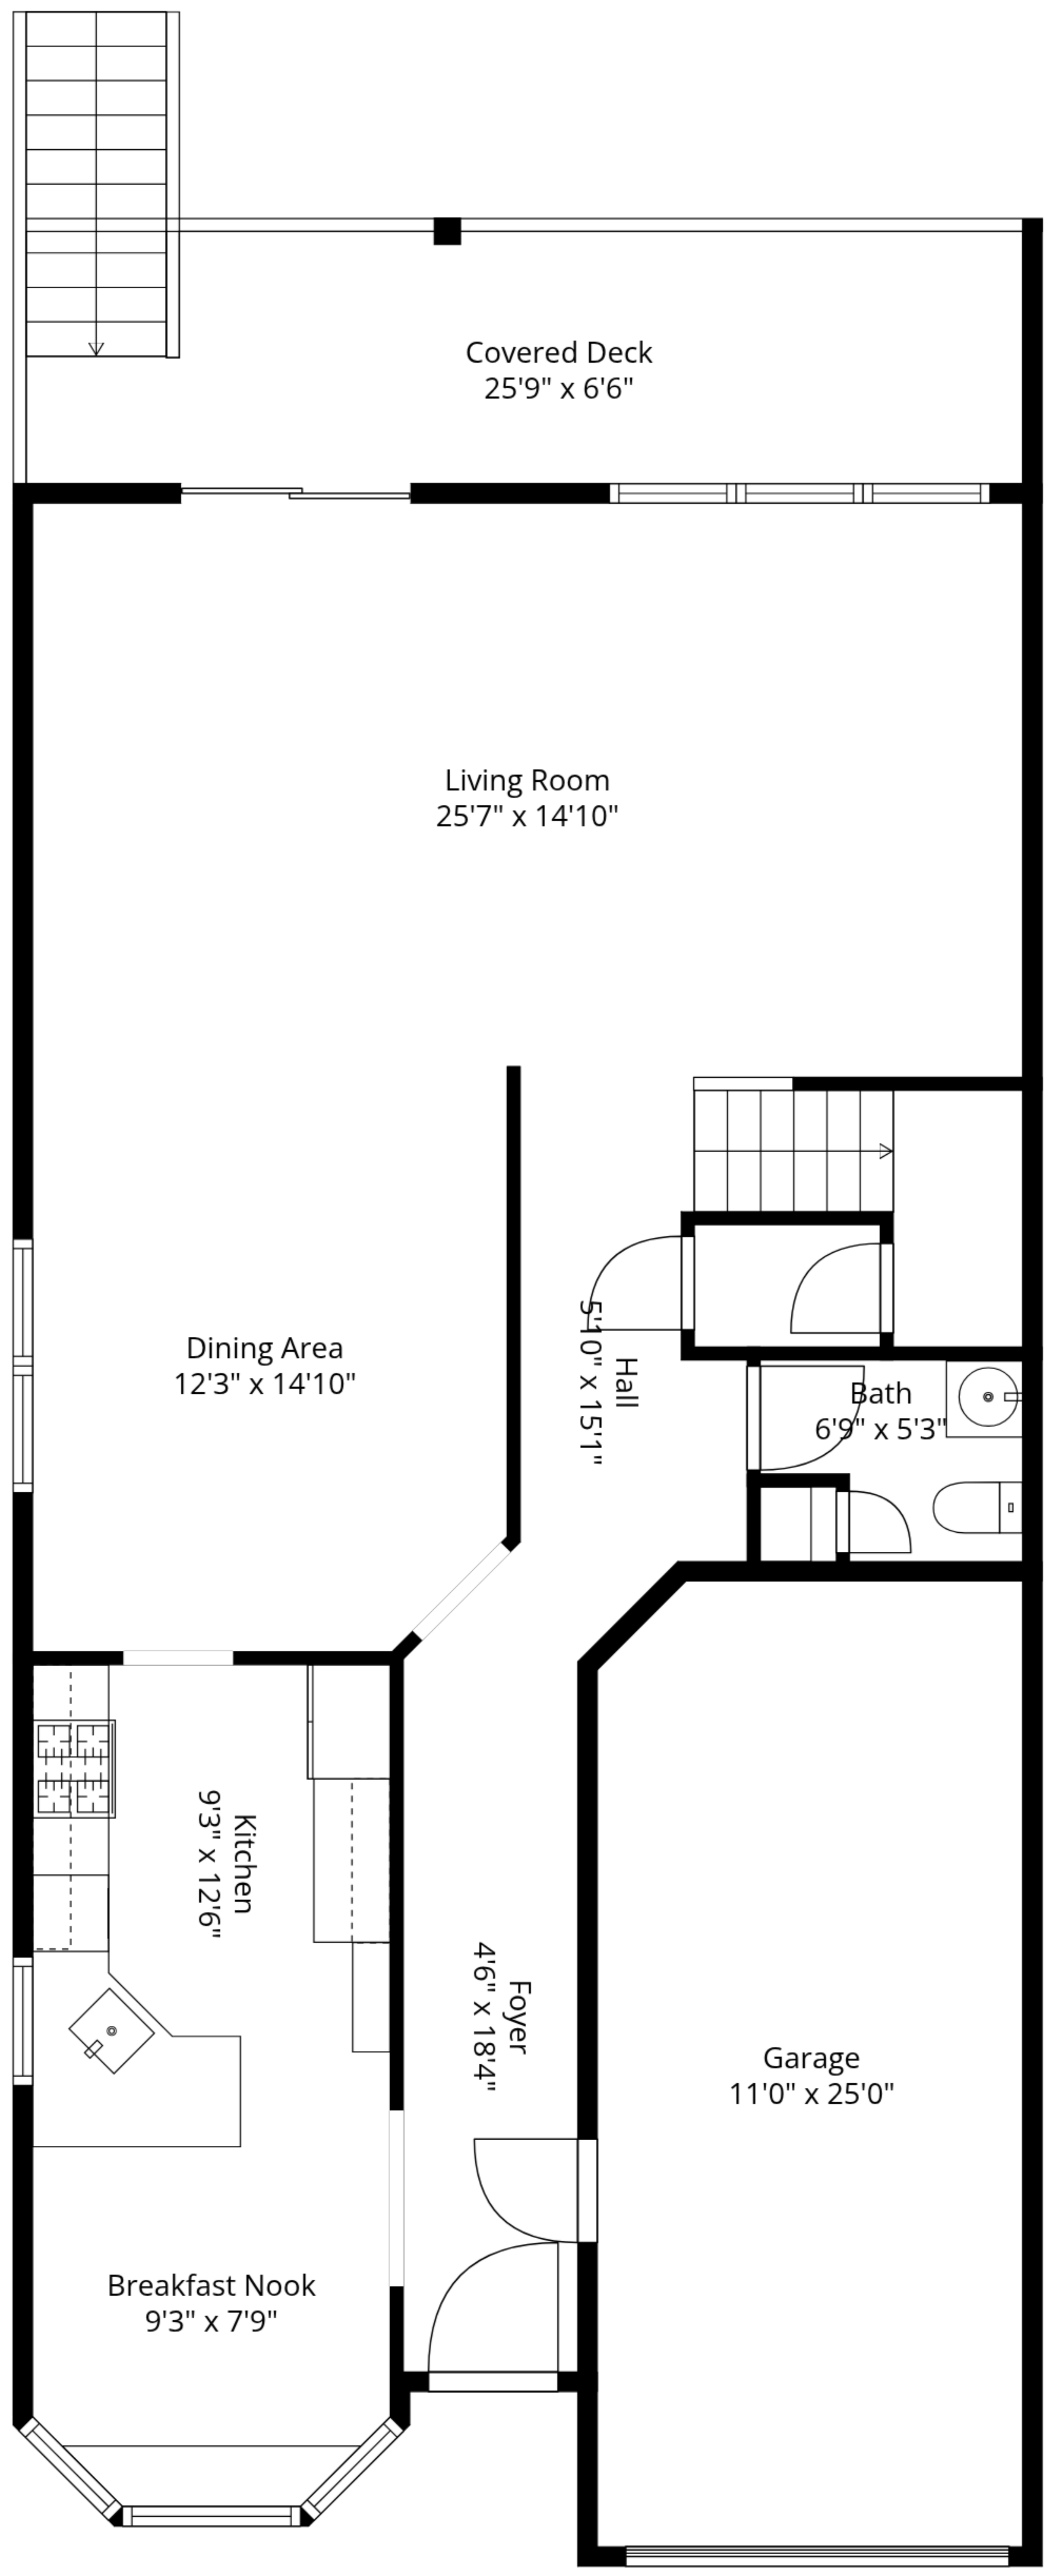 Covered Deck
25'9" x 6'6"
Living Room
25'7" x 14'10"
Dining Area
12'3" x 14'10"
Hall
5'10" x 15'1"
Bath
6'9" x 5'3"
Kitchen
9'3" x 12'6"
Foyer
4'6" x 18'4"
Garage
11'0" x 25'0"
Breakfast Nook
9'3" x 7'9"